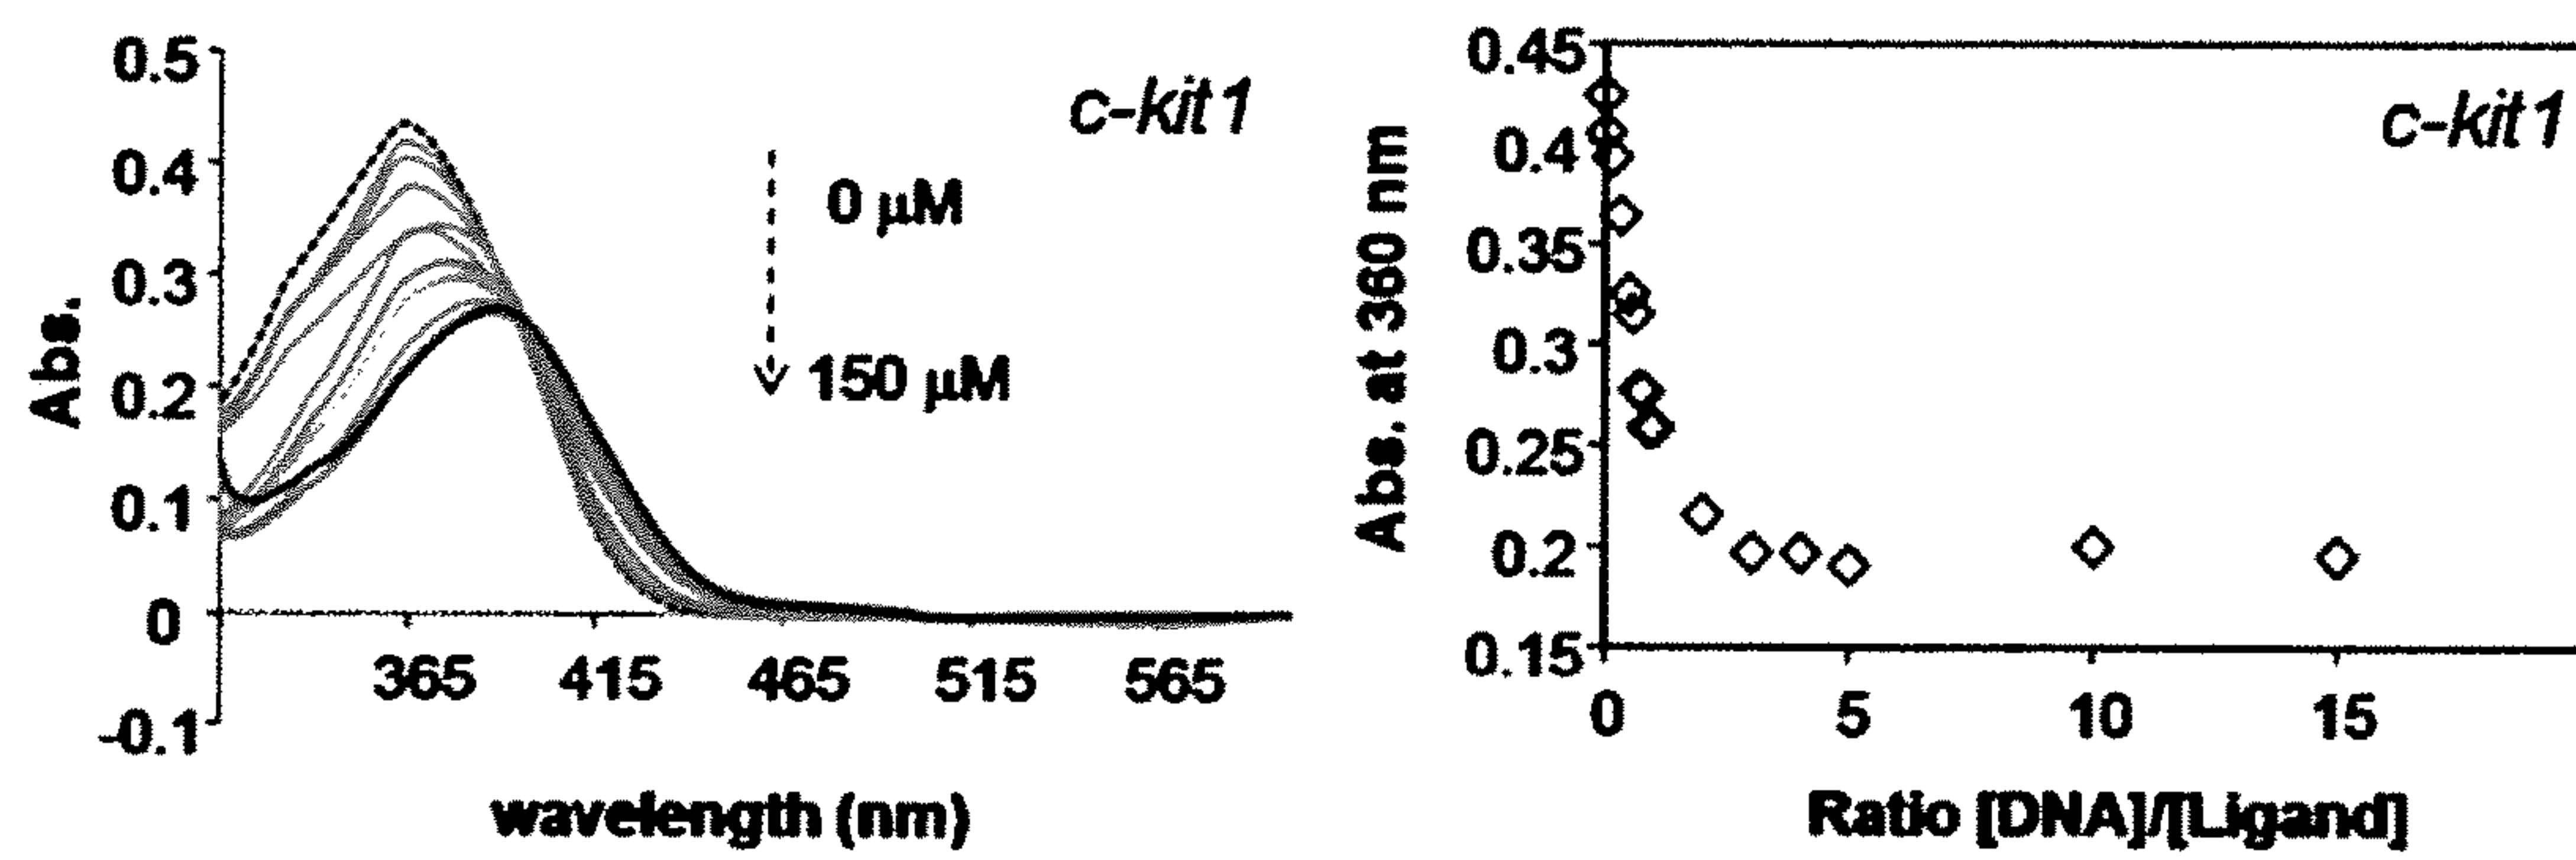 0.5
c-kit1
0.4
0 μM
0.3
Abs.
0.2
150 μM
0.1
0
365 415 465 515 565
-0.1
wavelength (nm)
0.45
c-kit1
0.4
0.35
Abs. at 360 nm
0.3
0.25
0.2
0.15
0 5 10 15
Ratio [DNA]/[Ligand]